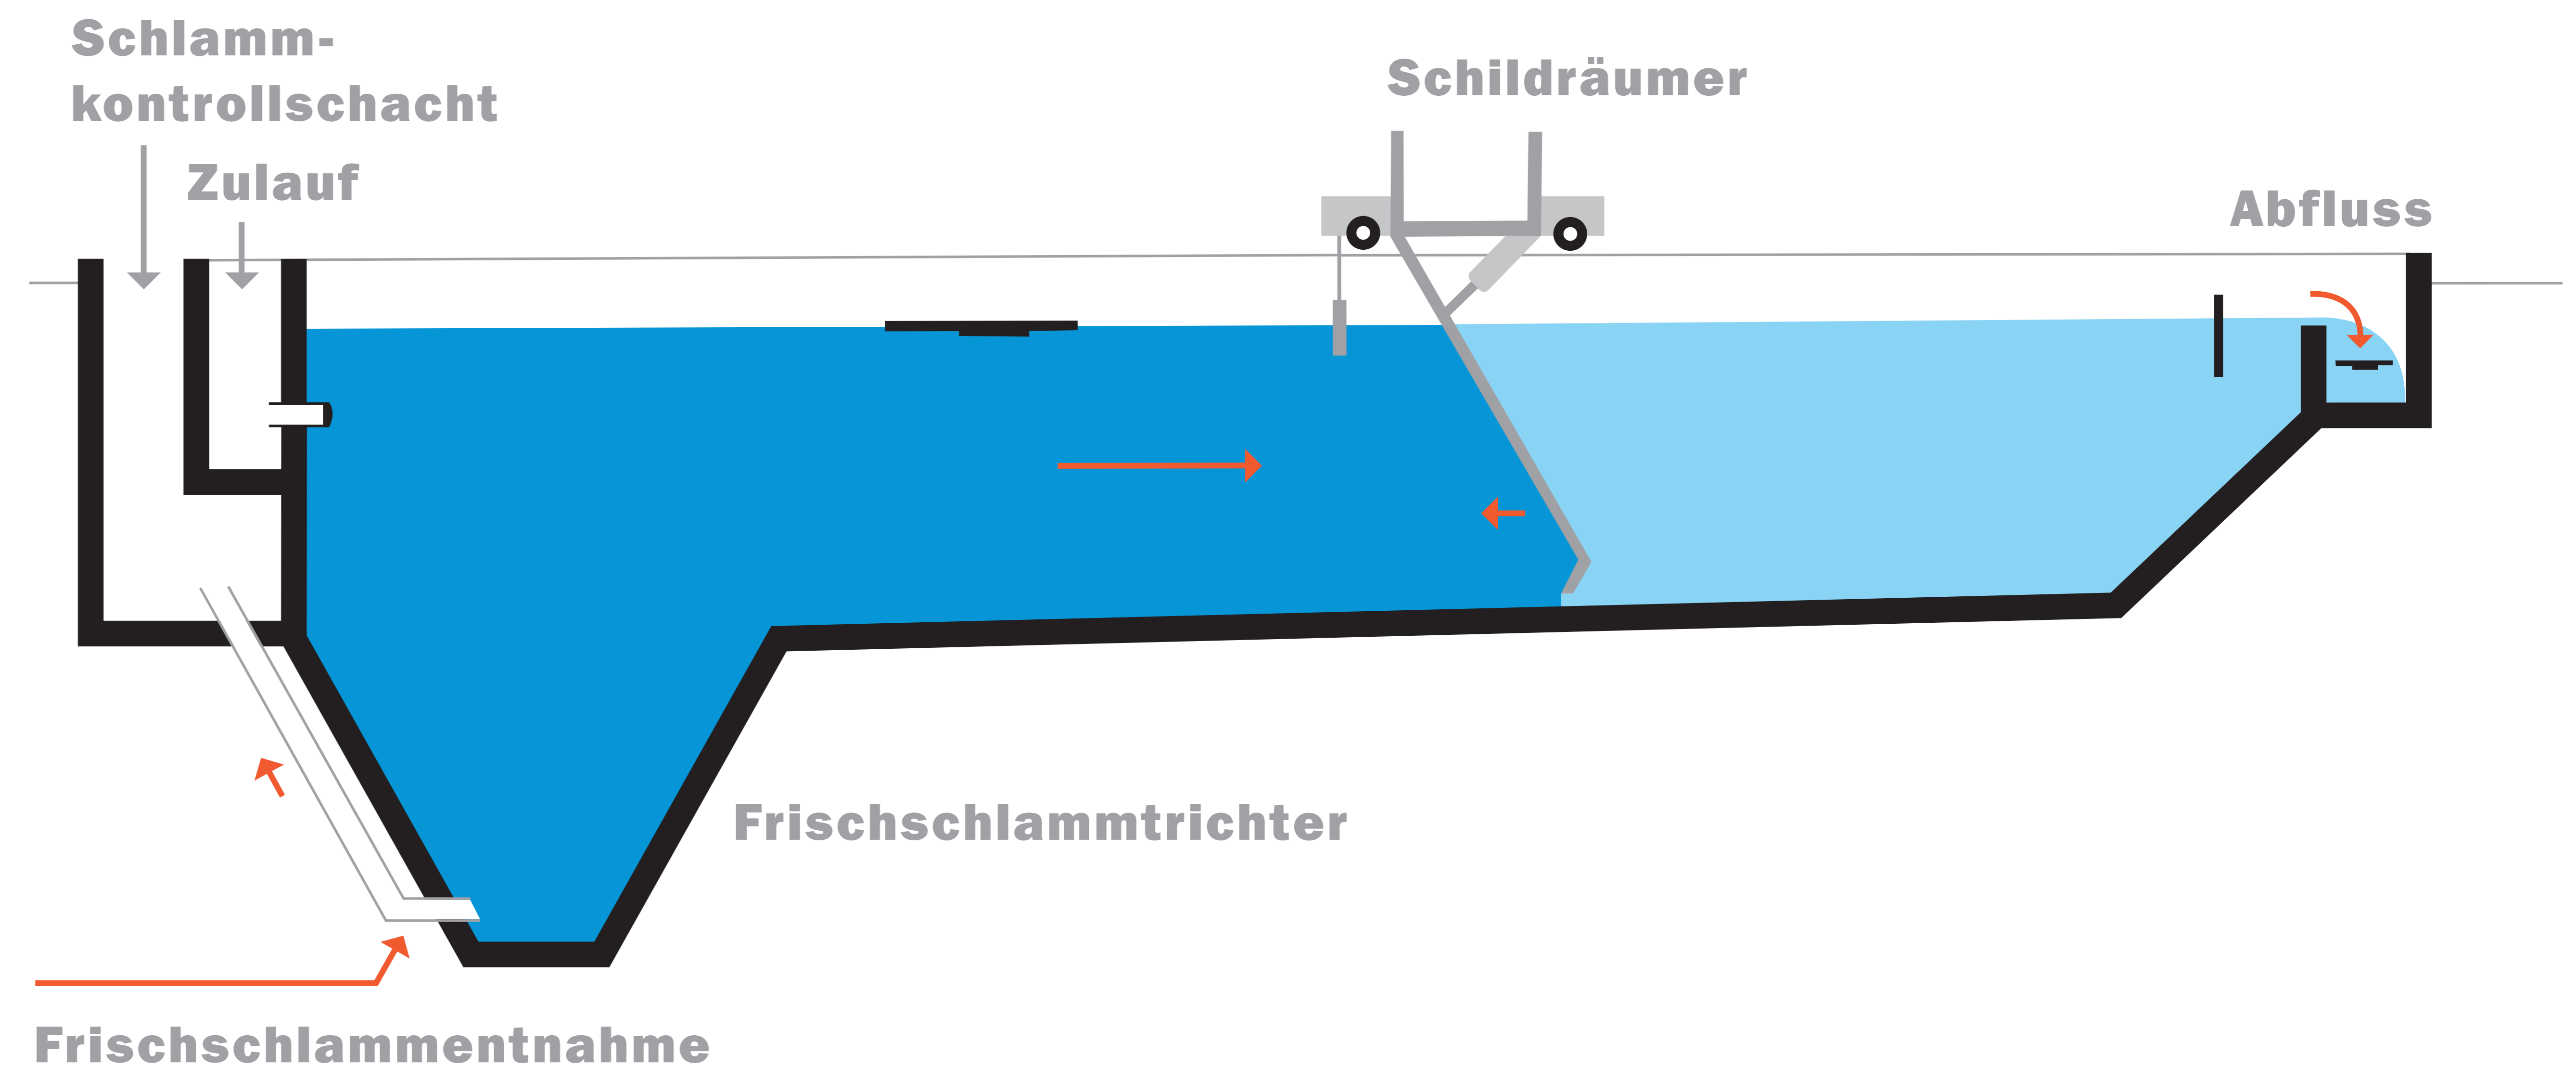 Schlamm-
kontrollschacht
Zulauf
Schildräumer
Abfluss
Frischschlammtrichter
Frischschlammentnahme